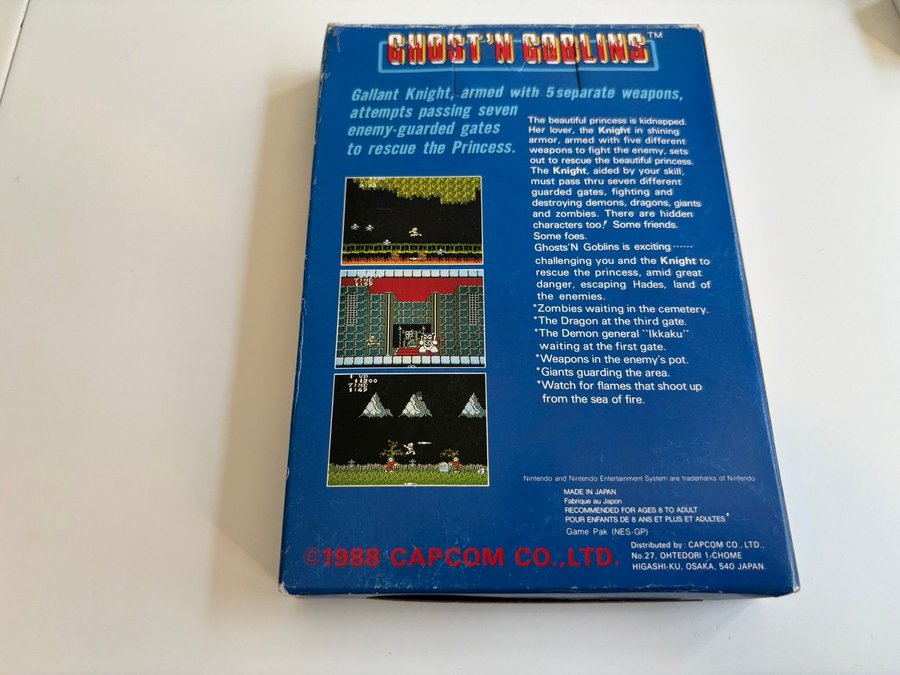 GHOST'N GOBLINS™
Gallant Knight, armed with 5 separate weapons,
attempts passing seven
enemy-guarded gates
to rescue the Princess.
The beautiful princess is kidnapped.
Her lover, the Knight in shining
armor, armed with five different
weapons to fight the enemy, sets
out to rescue the beautiful princess.
The Knight, aided by your skill,
must pass thru seven different
guarded gates, fighting and
destroying demons, dragons, giants
and zombies. There are hidden
characters too! Some friends.
Some foes.
Ghosts'N Goblins is exciting ------
challenging you and the Knight to
rescue the princess, amid great
danger, escaping Hades, land of
the enemies.
*Zombies waiting in the cemetery.
*The Dragon at the third gate.
*The Demon general ``Ikkaku''
waiting at the first gate.
*Weapons in the enemy's pot.
*Giants guarding the area.
*Watch for flames that shoot up
from the sea of fire.
1 UP
11200
TIME
1:49
Nintendo and Nintendo Entertainment System are trademarks of Nintendo
MADE IN JAPAN
Fabrique au Japon
RECOMMENDED FOR AGES 8 TO ADULT
POUR ENFANTS DE 8 ANS ET PLUS ET ADULTES
Game Pak (NES-GP)
©1988 CAPCOM CO.,LTD.
Distributed by : CAPCOM CO., LTD.,
No.27, OHTEDORI 1-CHOME
HIGASHI-KU, OSAKA, 540 JAPAN.